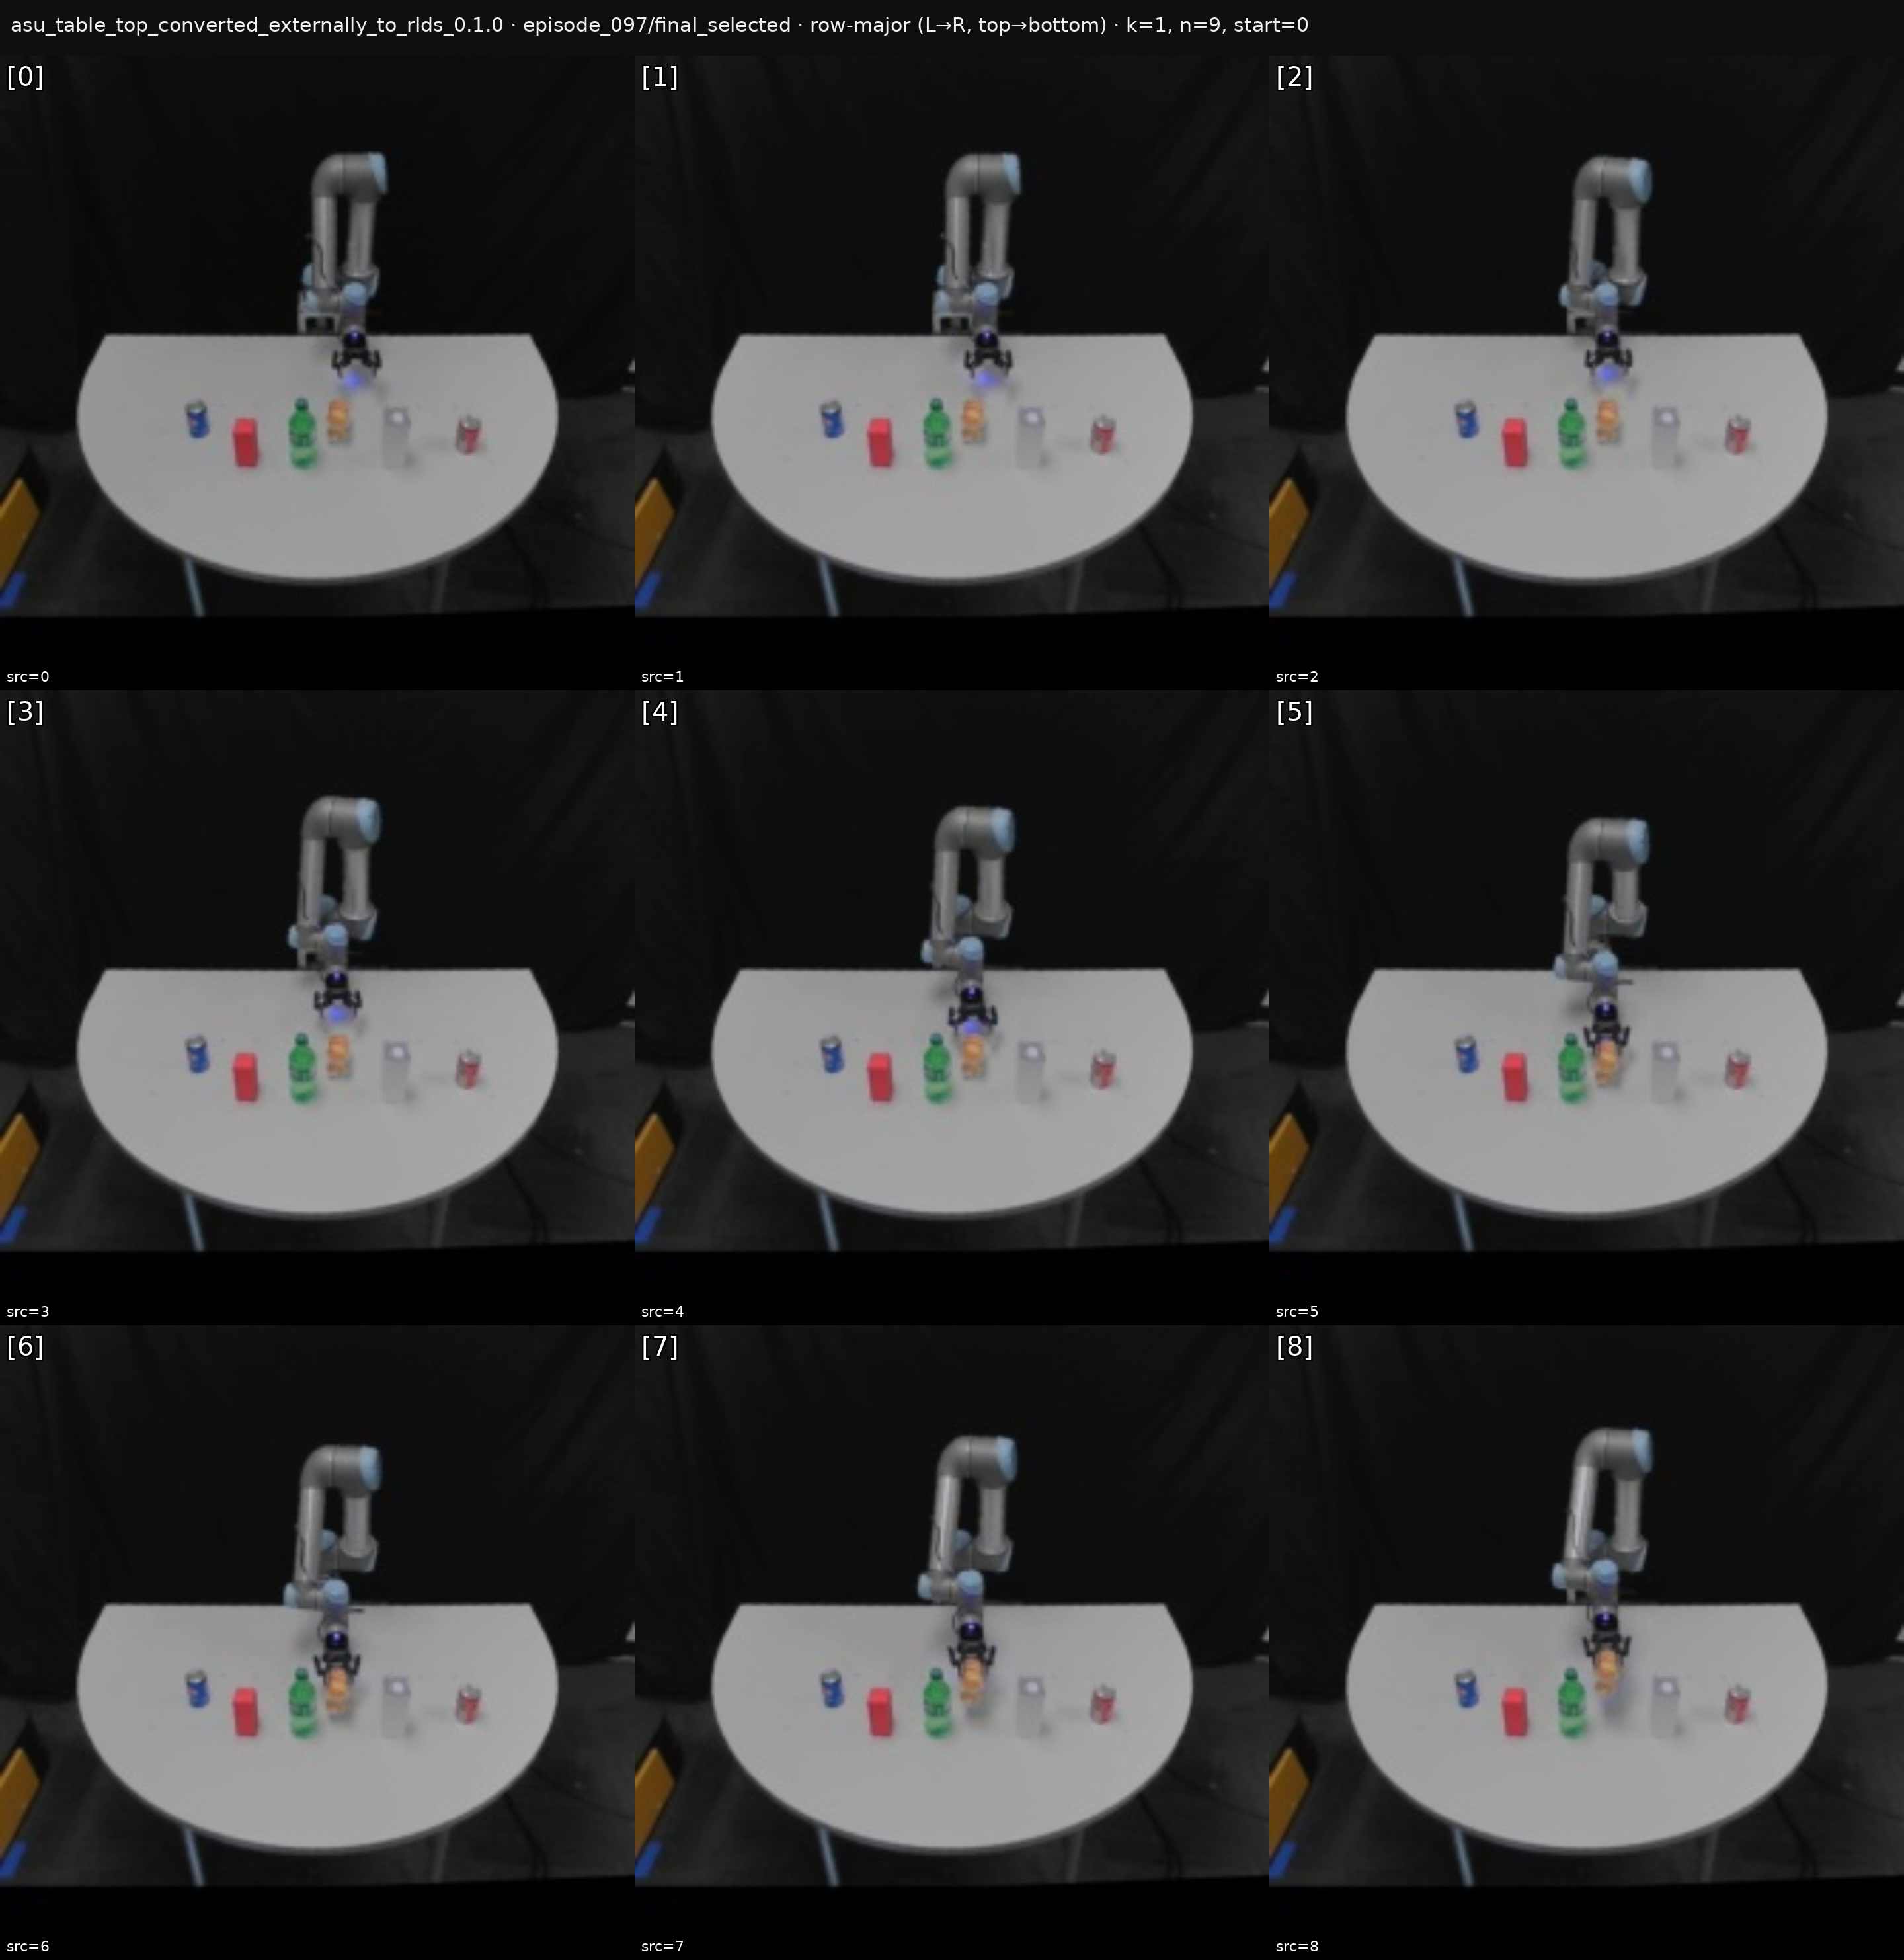 asu_table_top_converted_externally_to_rlds_0.1.0 · episode_097/final_selected · row-major (L→R, top→bottom) · k=1, n=9, start=0
[0]
[1]
[2]
src=0
src=1
src=2
[3]
[4]
[5]
src=3
src=4
src=5
[6]
[7]
[8]
src=6
src=7
src=8